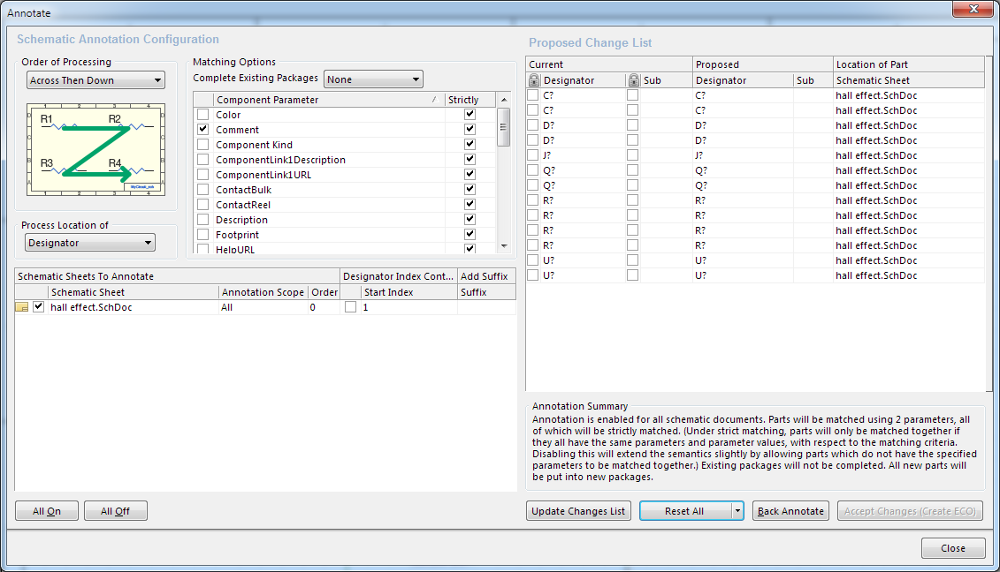 Annotate
Schematic Annotation Configuration
Order of Processing
Across Then Down
R1 R2
R3 R4
Process Location of
Designator
Matching Options
Complete Existing Packages None
Component Parameter Strictly
Color
Comment
Component Kind
ComponentLink1Description
ComponentLink1URL
ContactBulk
ContactReel
Description
Footprint
HelpURL
Schematic Sheets To Annotate Designator Index Cont... Add Suffix
Schematic Sheet Annotation Scope Order Start Index Suffix
hall effect.SchDoc All 0 1
All On All Off
Proposed Change List
Current Proposed Location of Part
Designator Sub Designator Sub Schematic Sheet
C? C? hall effect.SchDoc
C? C? hall effect.SchDoc
D? D? hall effect.SchDoc
D? D? hall effect.SchDoc
J? J? hall effect.SchDoc
Q? Q? hall effect.SchDoc
Q? Q? hall effect.SchDoc
R? R? hall effect.SchDoc
R? R? hall effect.SchDoc
R? R? hall effect.SchDoc
R? R? hall effect.SchDoc
U? U? hall effect.SchDoc
U? U? hall effect.SchDoc
Annotation Summary
Annotation is enabled for all schematic documents. Parts will be matched using 2 parameters, all
of which will be strictly matched. (Under strict matching, parts will only be matched together if
they all have the same parameters and parameter values, with respect to the matching criteria.
Disabling this will extend the semantics slightly by allowing parts which do not have the specified
parameters to be matched together.) Existing packages will not be completed. All new parts will
be put into new packages.
Update Changes List Reset All Back Annotate Accept Changes (Create ECO)
Close